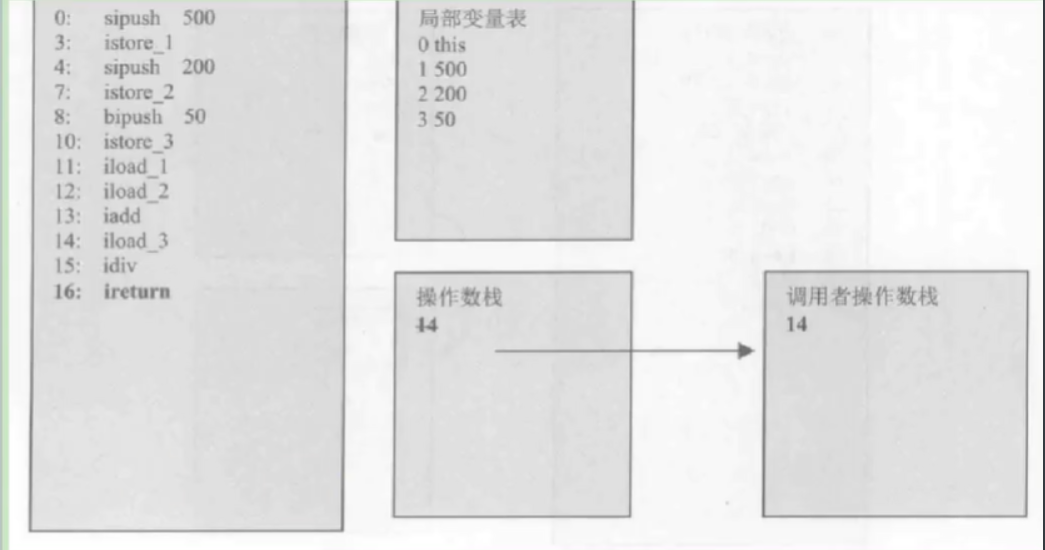 0: sipush 500
3: istore_1
4: sipush 200
7: istore_2
8: bipush 50
10: istore_3
11: iload_1
12: iload_2
13: iadd
14: iload_3
15: idiv
16: ireturn
局部变量表
0 this
1 500
2 200
3 50
操作数栈
14
调用者操作数栈
14